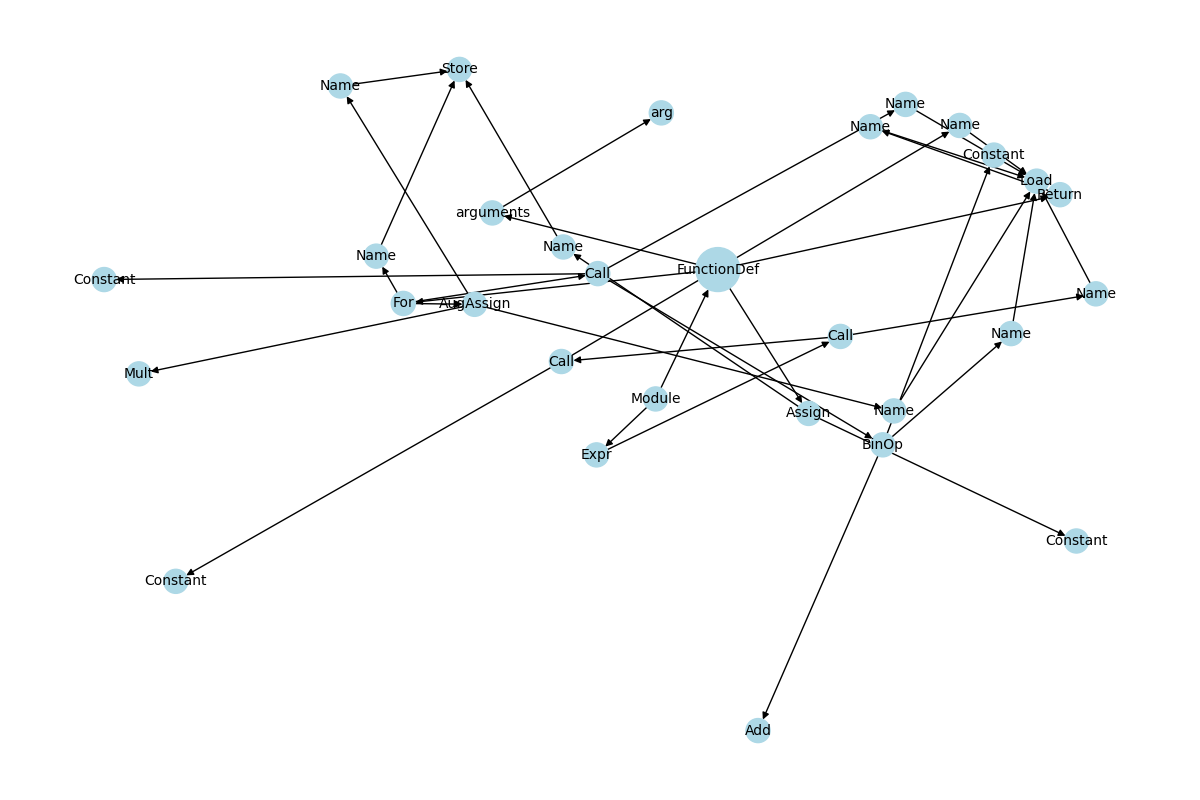 Store
Name
Name
arg
Name
Name
Constant
Load
Return
arguments
Name
Name
Call
FunctionDef
Constant
For
AugAssign
Name
Name
Call
Call
Mult
Module
Assign
Name
BinOp
Expr
Constant
Constant
Add